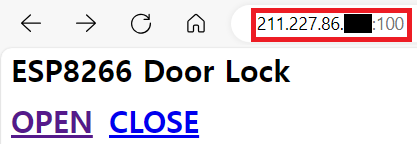 211.227.86. :100
ESP8266 Door Lock
OPEN CLOSE